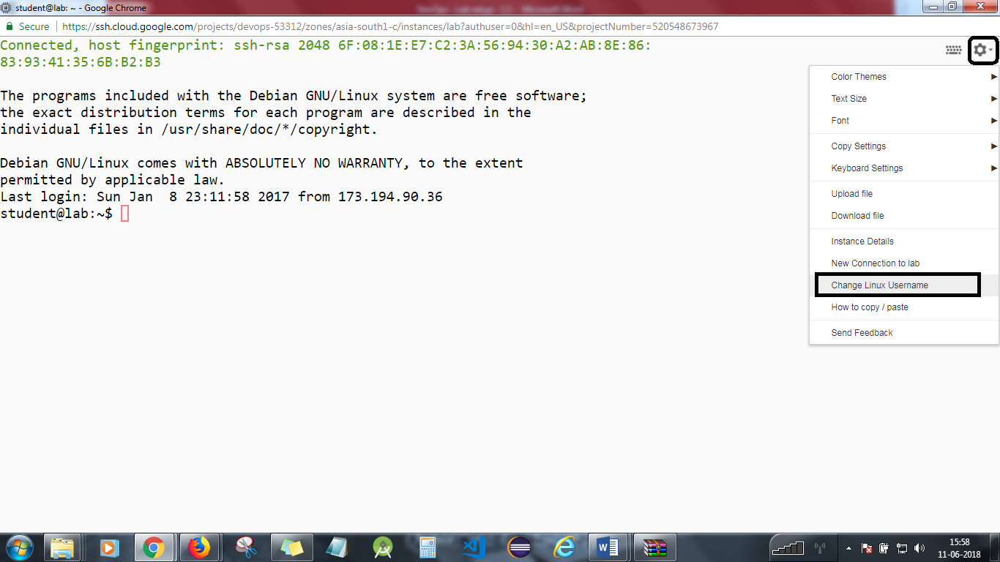 student@lab: ~ - Google Chrome
Secure | https://ssh.cloud.google.com/projects/devops-53312/zones/asia-south1-c/instances/lab?authuser=0&hl=en_US&projectNumber=520548673967
Connected, host fingerprint: ssh-rsa 2048 6F:08:1E:E7:C2:3A:56:94:30:A2:AB:8E:86:
83:93:41:35:6B:B2:B3
The programs included with the Debian GNU/Linux system are free software;
the exact distribution terms for each program are described in the
individual files in /usr/share/doc/*/copyright.
Debian GNU/Linux comes with ABSOLUTELY NO WARRANTY, to the extent
permitted by applicable law.
Last login: Sun Jan  8 23:11:58 2017 from 173.194.90.36
student@lab:~$
Color Themes
Text Size
Font
Copy Settings
Keyboard Settings
Upload file
Download file
Instance Details
New Connection to lab
Change Linux Username
How to copy / paste
Send Feedback
15:58
11-06-2018